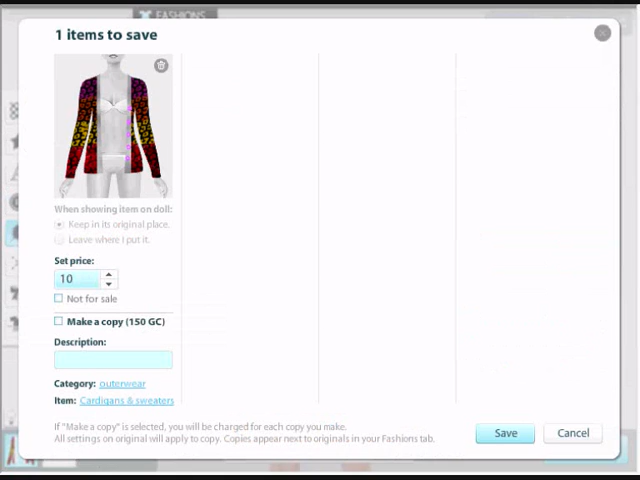 FASHIONS
1 items to save
When showing item on doll:
Keep in its original place.
Leave where I put it.
Set price:
10
Not for sale
Make a copy (150 GC)
Description:
Category: outerwear
Item: Cardigans & sweaters
If "Make a copy" is selected, you will be charged for each copy you make.
All settings on original will apply to copy. Copies appear next to originals in your Fashions tab.
Save
Cancel